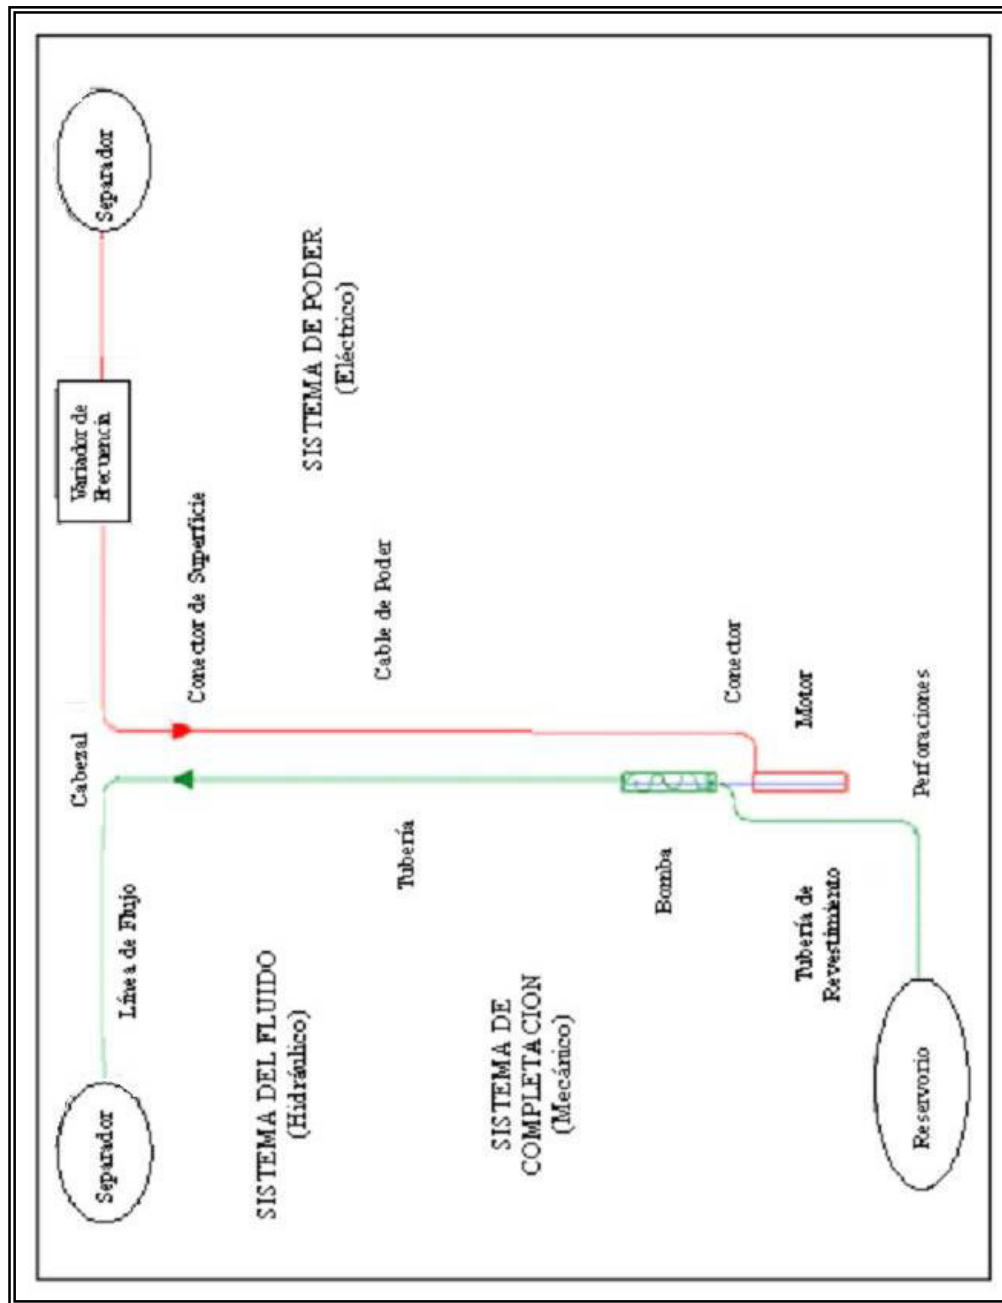 Separador
Línea de Flujo
Cabezal
Variador de
Frecuencia
Separador
Conector de Superficie
SISTEMA DEL FLUIDO
(Hidráulico)
SISTEMA DE PODER
(Eléctrico)
Tubería
Cable de Poder
SISTEMA DE
COMPLETACION
(Mecánico)
Bomba
Conector
Motor
Tubería de
Revestimiento
Perforaciones
Reservorio